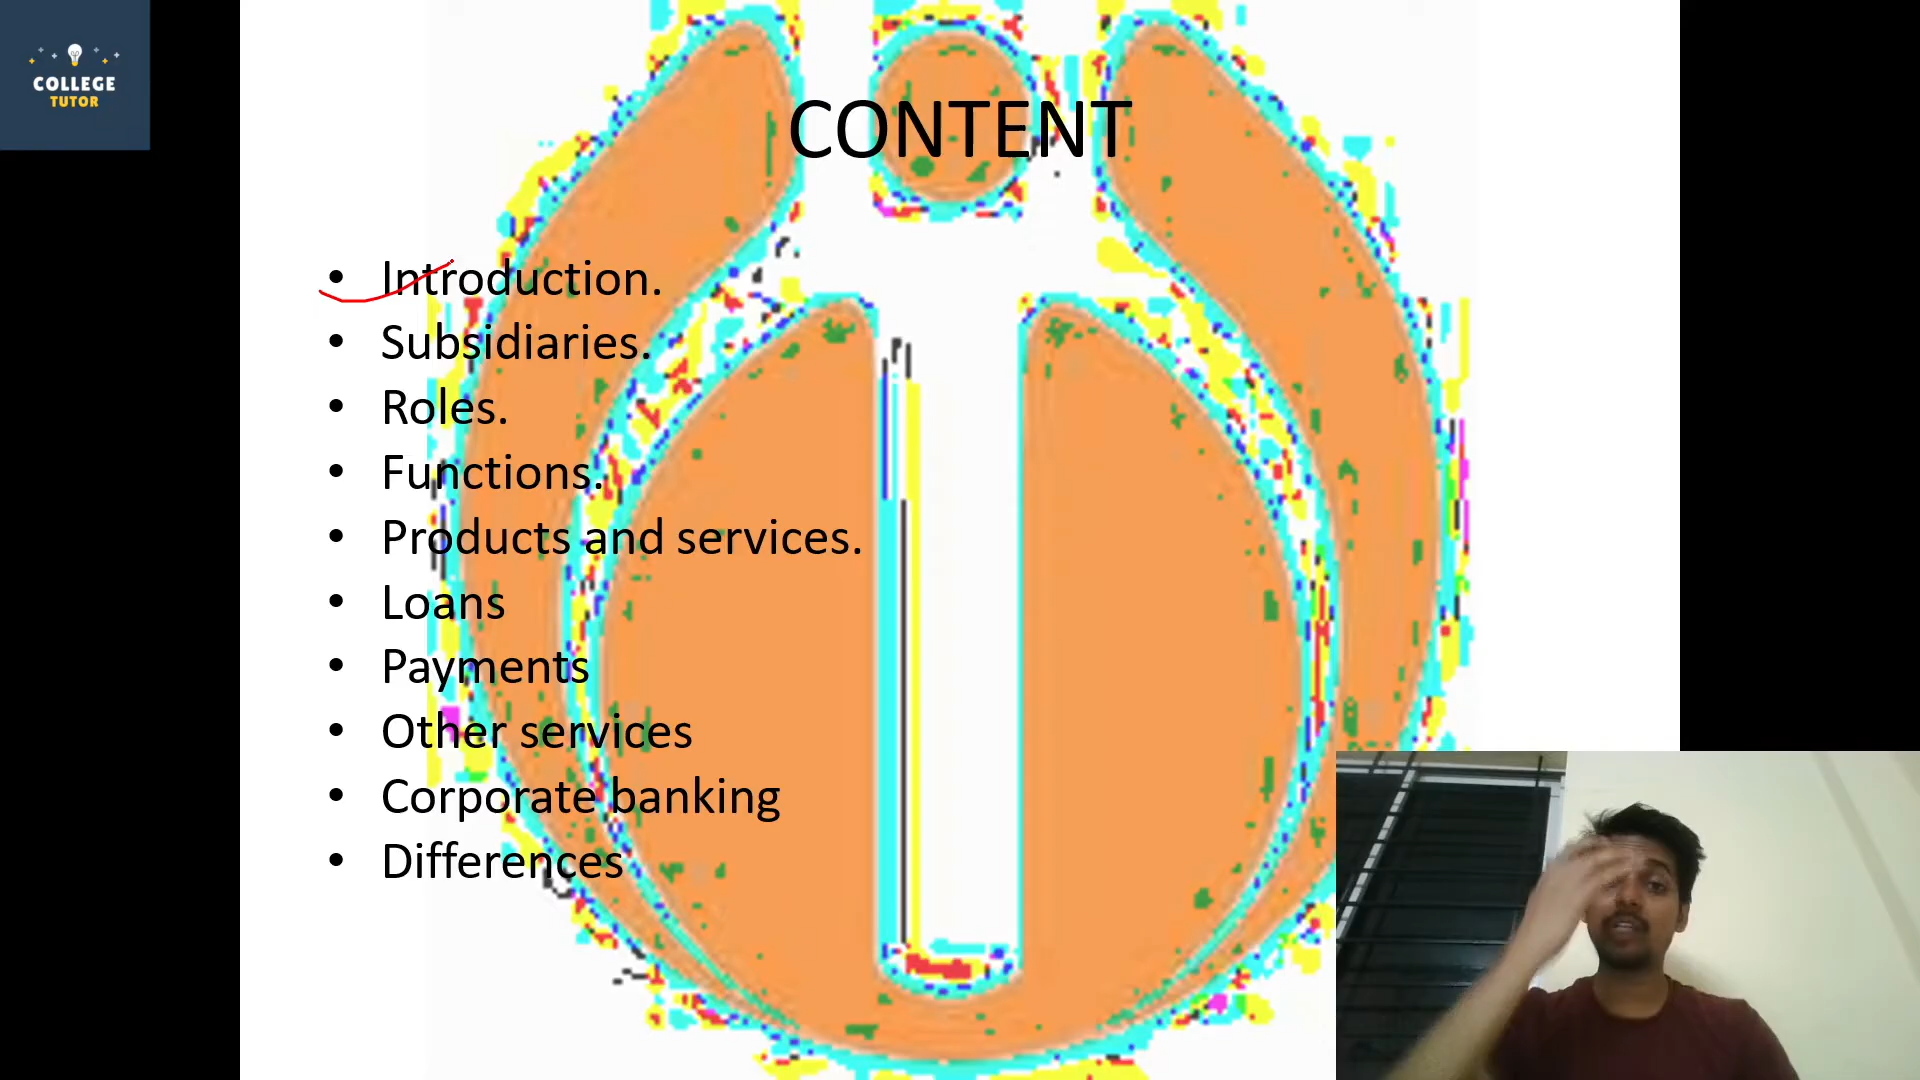 COLLEGE
TUTOR
CONTENT
• Introduction.
• Subsidiaries.
• Roles.
• Functions.
• Products and services.
• Loans
• Payments
• Other services
• Corporate banking
• Differences